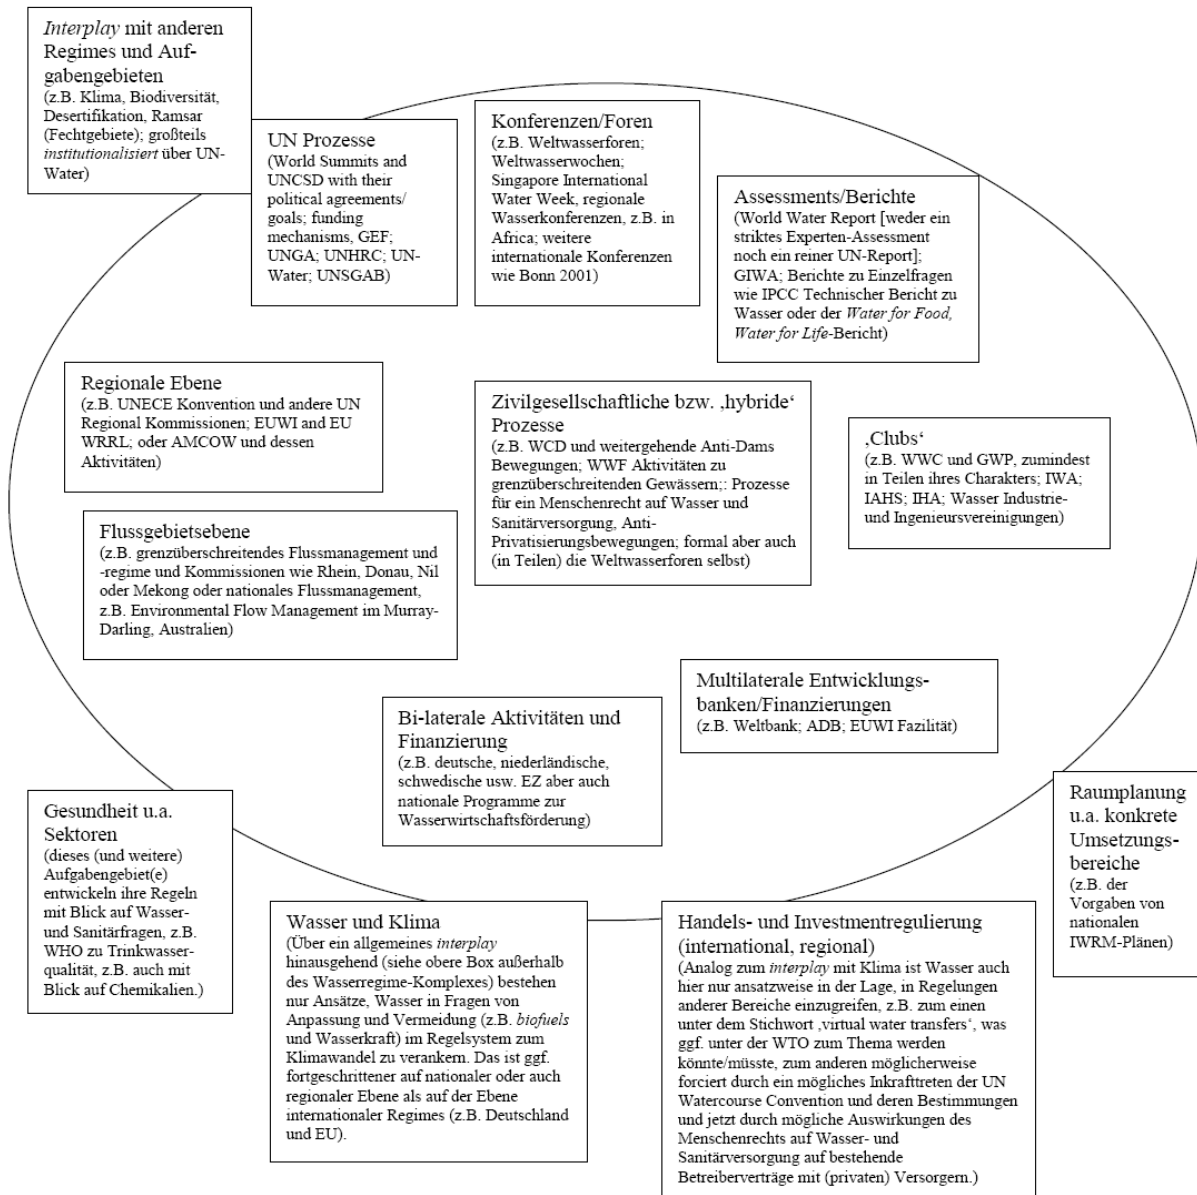 Interplay mit anderen
Regimes und Auf-
gabengebieten
(z.B. Klima, Biodiversität,
Desertifikation, Ramsar
(Fechtgebiete); großteils
institutionalisiert über UN-
Water)
UN Prozesse
(World Summits and
UNCSD with their
political agreements/
goals; funding
mechanisms, GEF;
UNGA; UNHRC; UN-
Water; UNSGAB)
Konferenzen/Foren
(z.B. Weltwasserforen;
Weltwasserwochen;
Singapore International
Water Week, regionale
Wasserkonferenzen, z.B. in
Africa; weitere
internationale Konferenzen
wie Bonn 2001)
Assessments/Berichte
(World Water Report [weder ein
striktes Experten-Assessment
noch ein reiner UN-Report];
GIWA; Berichte zu Einzelfragen
wie IPCC Technischer Bericht zu
Wasser oder der Water for Food,
Water for Life-Bericht)
Regionale Ebene
(z.B. UNECE Konvention und andere UN
Regional Kommissionen; EUWI and EU
WRRL; oder AMCOW und dessen
Aktivitäten)
Zivilgesellschaftliche bzw. ‚hybride‘
Prozesse
(z.B. WCD und weitergehende Anti-Dams
Bewegungen; WWF Aktivitäten zu
grenzüberschreitenden Gewässern;: Prozesse
für ein Menschenrecht auf Wasser und
Sanitärversorgung, Anti-
Privatisierungsbewegungen; formal aber auch
(in Teilen) die Weltwasserforen selbst)
‚Clubs‘
(z.B. WWC und GWP, zumindest
in Teilen ihres Charakters; IWA;
IAHS; IHA; Wasser Industrie-
und Ingenieursvereinigungen)
Flussgebietsebene
(z.B. grenzüberschreitendes Flussmanagement und
-regime und Kommissionen wie Rhein, Donau, Nil
oder Mekong oder nationales Flussmanagement,
z.B. Environmental Flow Management im Murray-
Darling, Australien)
Multilaterale Entwicklungs-
banken/Finanzierungen
(z.B. Weltbank; ADB; EUWI Fazilität)
Bi-laterale Aktivitäten und
Finanzierung
(z.B. deutsche, niederländische,
schwedische usw. EZ aber auch
nationale Programme zur
Wasserwirtschaftsförderung)
Gesundheit u.a.
Sektoren
(dieses (und weitere)
Aufgabengebiet(e)
entwickeln ihre Regeln
mit Blick auf Wasser-
und Sanitärfragen, z.B.
WHO zu Trinkwasser-
qualität, z.B. auch mit
Blick auf Chemikalien.)
Raumplanung
u.a. konkrete
Umsetzungs-
bereiche
(z.B. der
Vorgaben von
nationalen
IWRM-Plänen)
Wasser und Klima
(Über ein allgemeines interplay
hinausgehend (siehe obere Box außerhalb
des Wasserregime-Komplexes) bestehen
nur Ansätze, Wasser in Fragen von
Anpassung und Vermeidung (z.B. biofuels
und Wasserkraft) im Regelsystem zum
Klimawandel zu verankern. Das ist ggf.
fortgeschrittener auf nationaler oder auch
regionaler Ebene als auf der Ebene
internationaler Regimes (z.B. Deutschland
und EU).
Handels- und Investmentregulierung
(international, regional)
(Analog zum interplay mit Klima ist Wasser auch
hier nur ansatzweise in der Lage, in Regelungen
anderer Bereiche einzugreifen, z.B. zum einen
unter dem Stichwort ‚virtual water transfers‘, was
ggf. unter der WTO zum Thema werden
könnte/müsste, zum anderen möglicherweise
forciert durch ein mögliches Inkrafttreten der UN
Watercourse Convention und deren Bestimmungen
und jetzt durch mögliche Auswirkungen des
Menschenrechts auf Wasser- und
Sanitärversorgung auf bestehende
Betreiberverträge mit (privaten) Versorgern.)